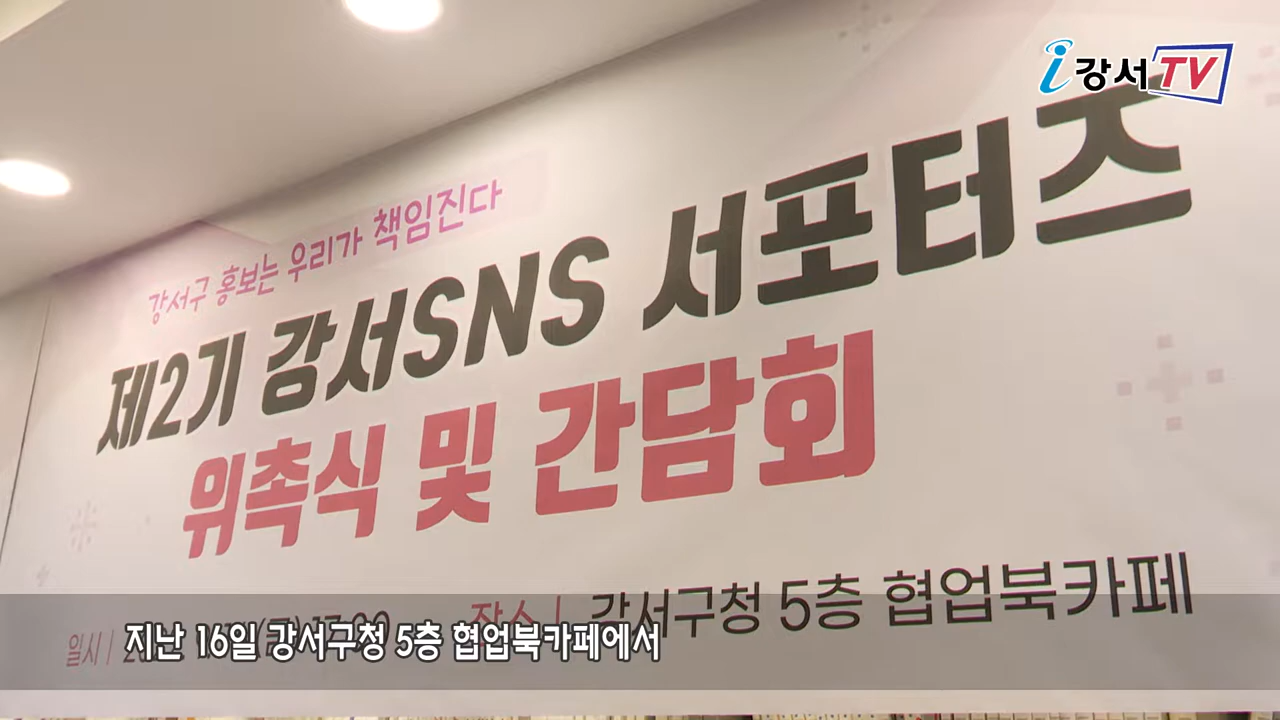 i강서TV
강서구 홍보는 우리가 책임진다
제2기 강서SNS 서포터즈
위촉식 및 간담회
일시 | 장소 | 강서구청 5층 협업북카페
지난 16일 강서구청 5층 협업북카페에서